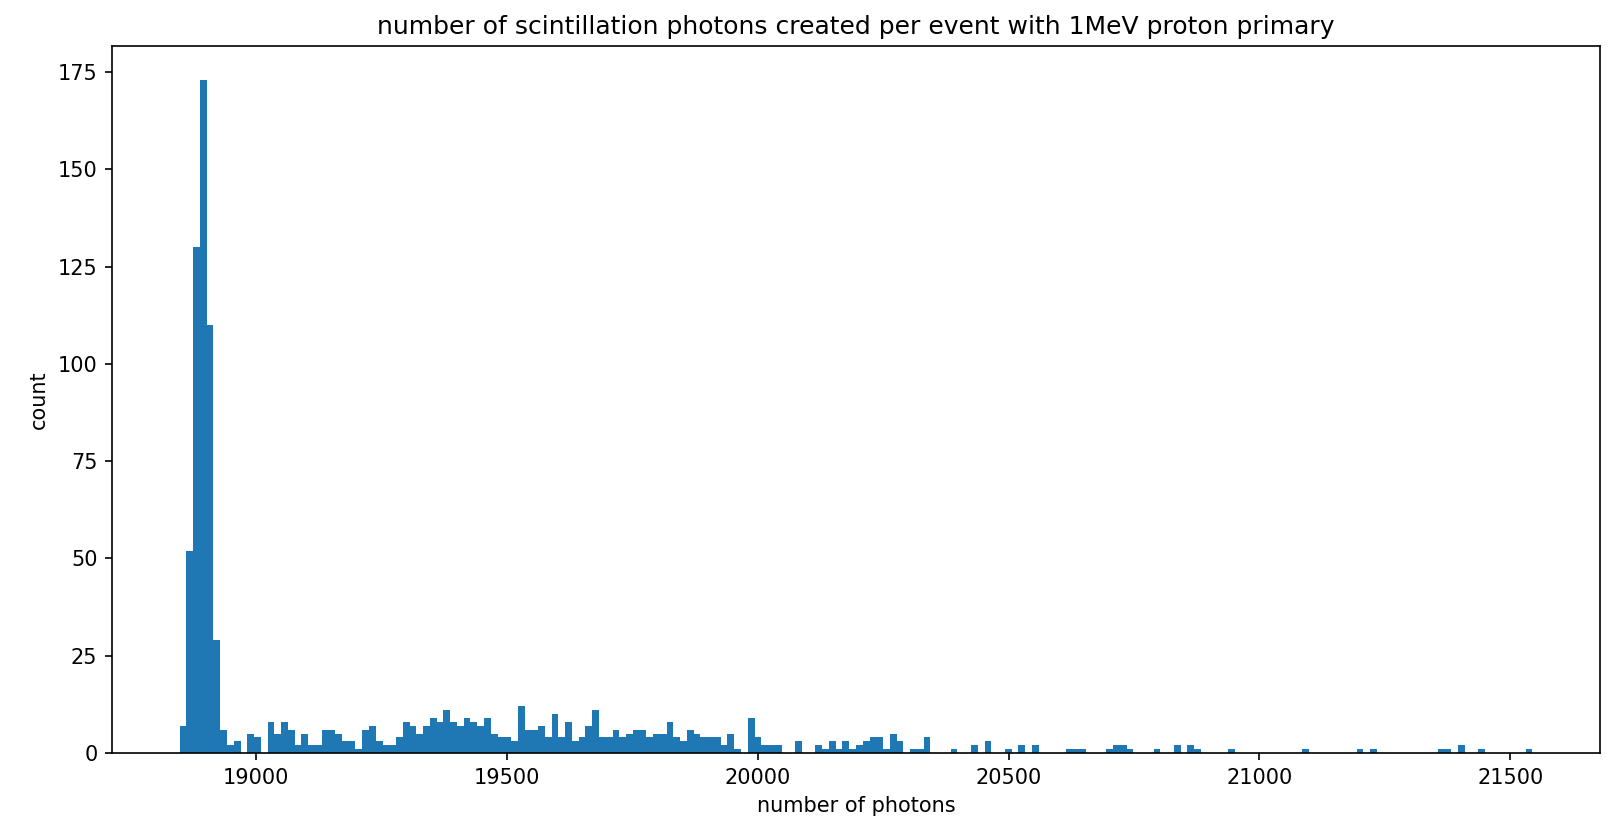 number of scintillation photons created per event with 1MeV proton primary
175
150
125
100
75
50
25
0
count
19000 19500 20000 20500 21000 21500
number of photons